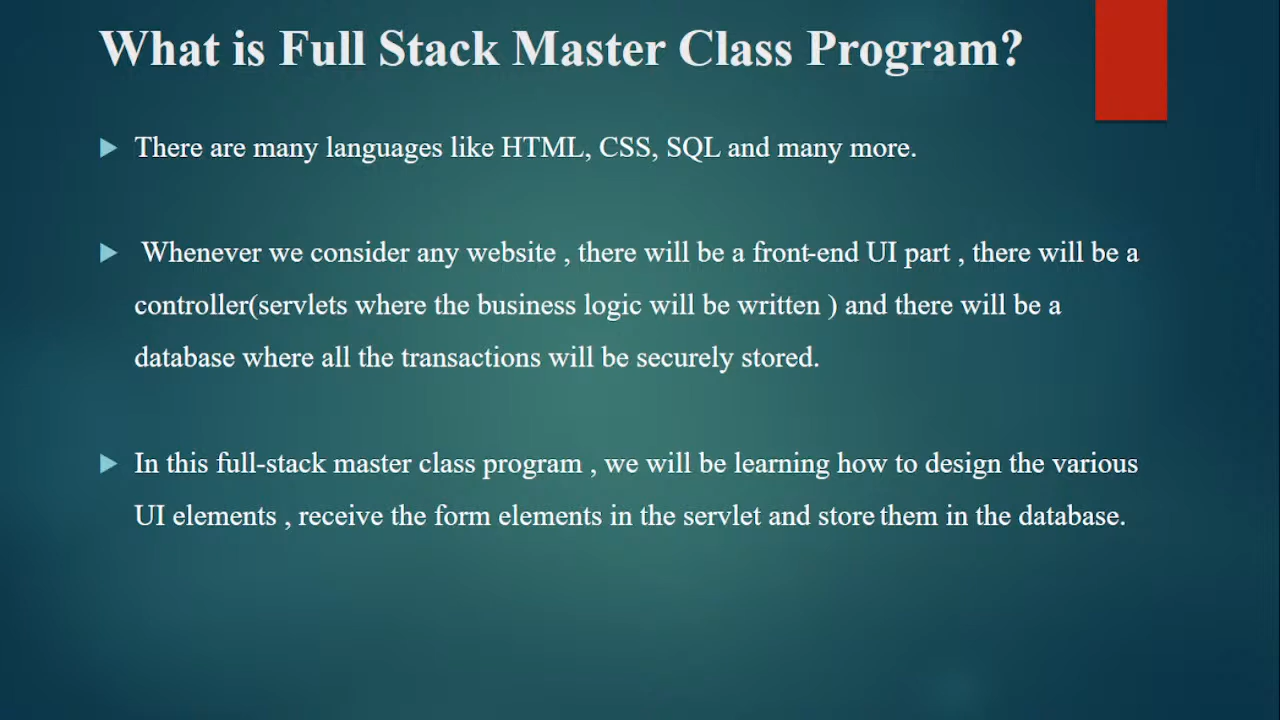 What is Full Stack Master Class Program?
There are many languages like HTML, CSS, SQL and many more.
Whenever we consider any website , there will be a front-end UI part , there will be a
controller(servlets where the business logic will be written ) and there will be a
database where all the transactions will be securely stored.
In this full-stack master class program , we will be learning how to design the various
UI elements , receive the form elements in the servlet and store them in the database.